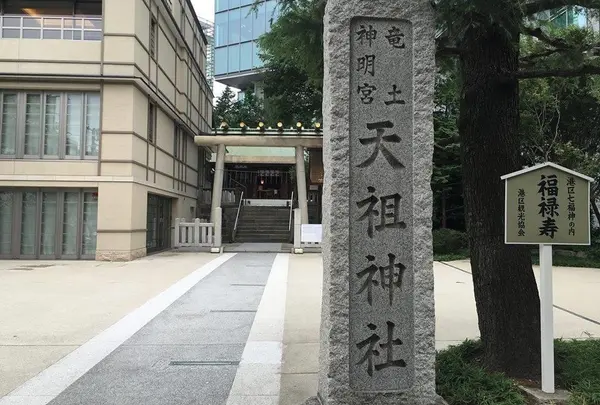 竜土
神明宮
天祖神社
港区七福神の内
福禄寿
港区観光協会